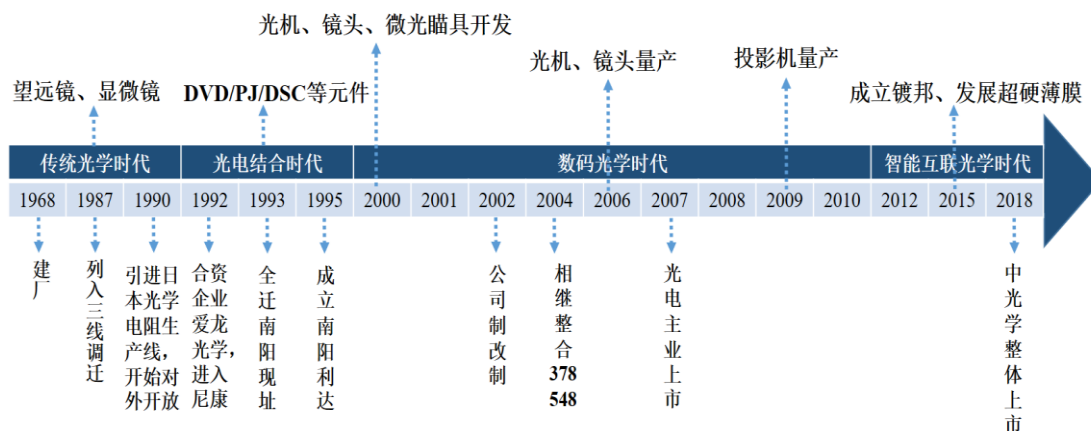 光机、镜头、微光瞄具开发
望远镜、显微镜
DVD/PJ/DSC等元件
光机、镜头量产
投影机量产
成立镀邦、发展超硬薄膜
传统光学时代
光电结合时代
数码光学时代
智能互联光学时代
1968
1987
1990
1992
1993
1995
2000
2001
2002
2004
2006
2007
2009
2010
2012
2015
2018
建厂
列入三线调迁
引进日
本光学
电阻生
产线，
开始对
外开放
合资
企业
爱龙
光学，
进入
尼康
全迁南阳现址
成立南阳利达
公司制改制
相继整合
378
548
光电主业上市
中光学整体上市